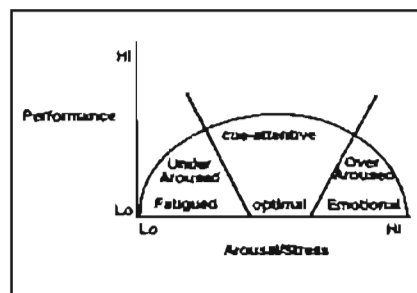 Hi
Performance
cue-attentive
Under
Aroused
Over
Aroused
Fatigued
optimal
Emotional
Lo
Lo
Hi
Arousal/Stress